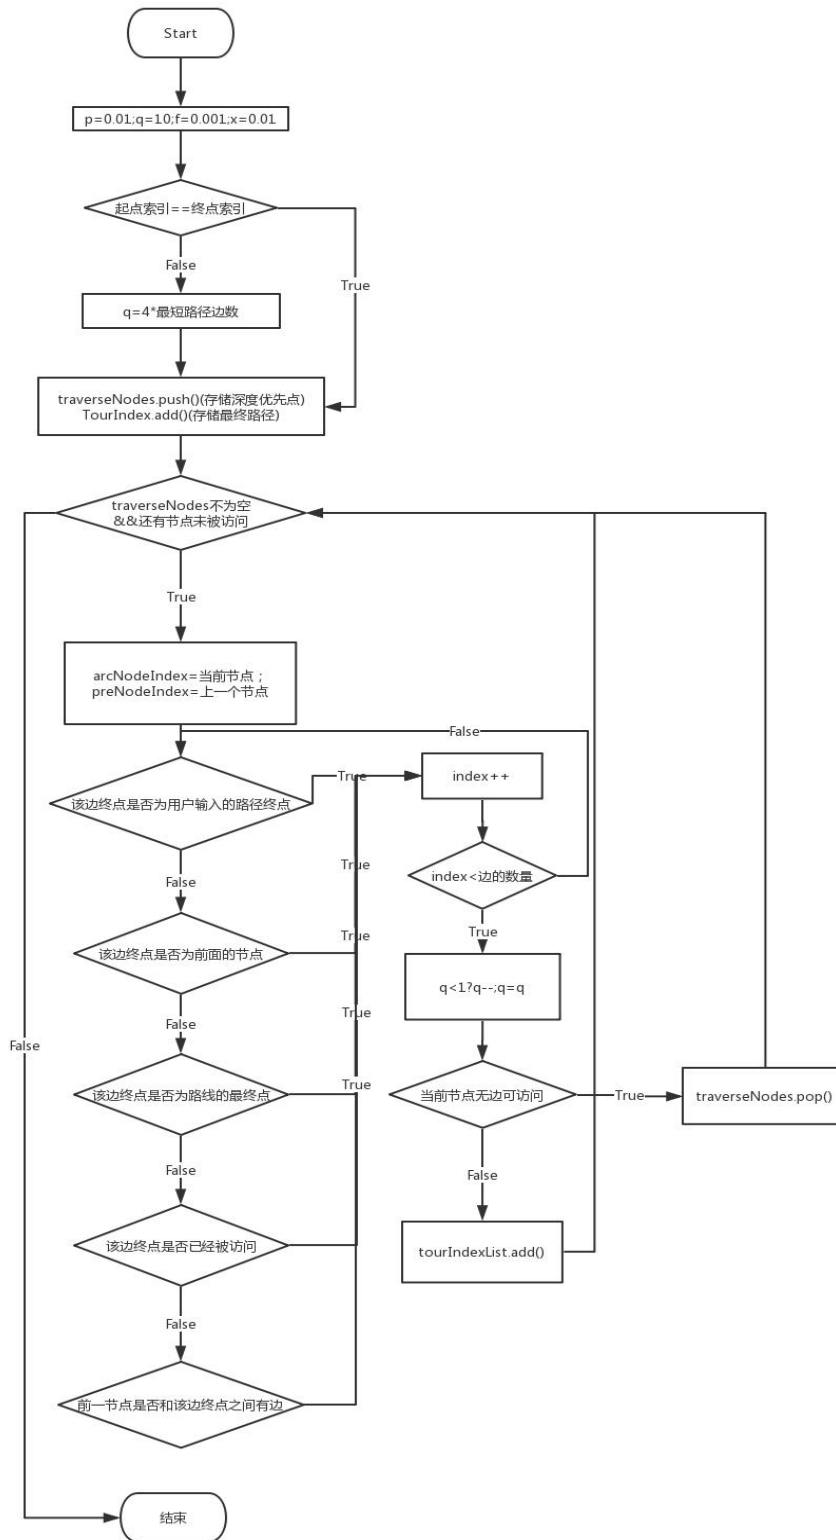 Start
p=0.01;q=10;f=0.001;x=0.01
起点索引==终点索引
False
True
q=4*最短路径边数
traverseNodes.push()(存储深度优先点)
TourIndex.add()(存储最终路径)
traverseNodes不为空
&&还有节点未被访问
True
arcNodeIndex=当前节点；
preNodeIndex=上一个节点
False
该边终点是否为用户输入的路径终点
True
index++
True
index<边的数量
False
True
True
该边终点是否为前面的节点
q<1?q--;q=q
True
False
False
该边终点是否为路线的最终点
True
当前节点无边可访问
True
traverseNodes.pop()
False
False
该边终点是否已经被访问
tourIndexList.add()
False
前一节点是否和该边终点之间有边
结束